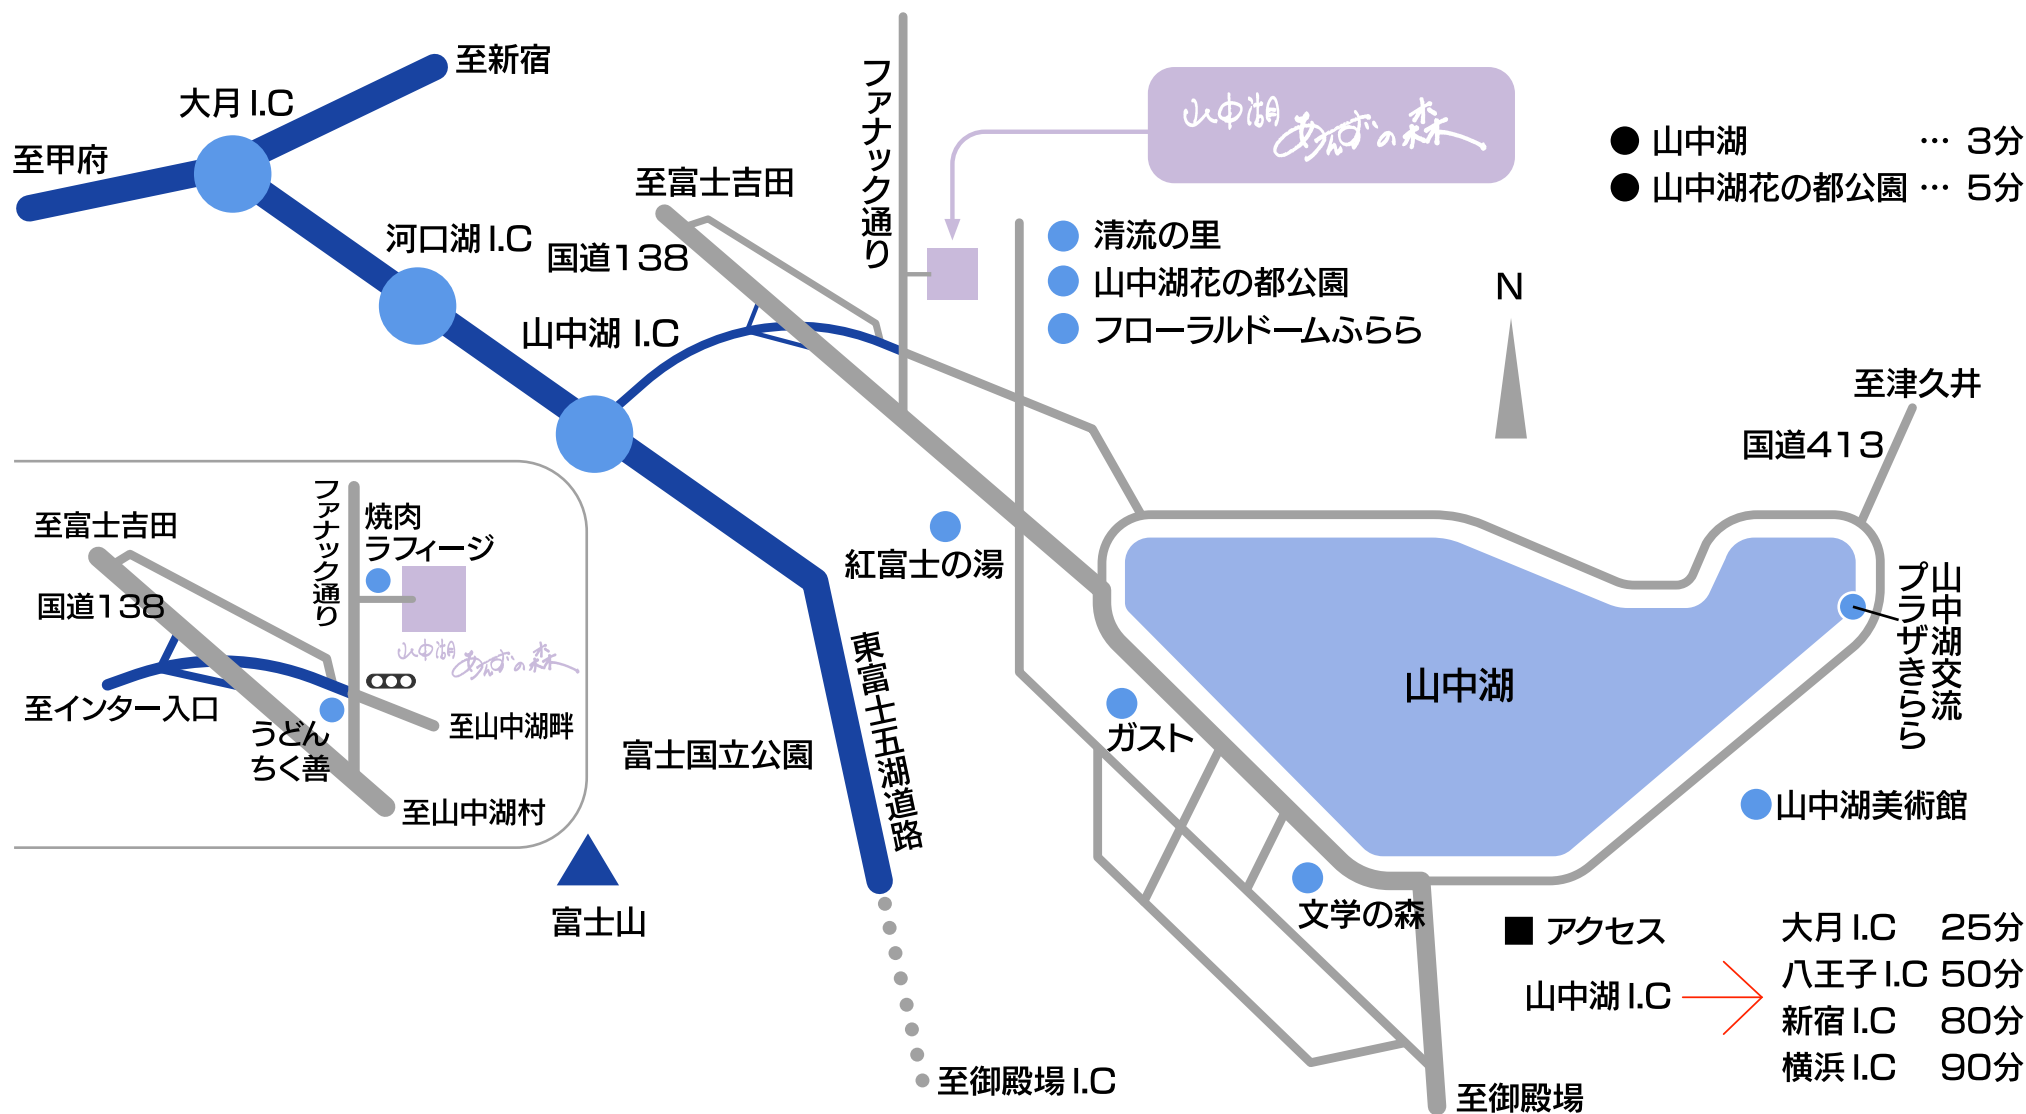 至新宿
大月 I.C
至甲府
河口湖 I.C
国道138
至富士吉田
山中湖 I.C
ファナック通り
山中湖
あんずの森
●山中湖 … 3分
●山中湖花の都公園 … 5分
清流の里
山中湖花の都公園
フローラルドームふらら
N
至津久井
国道413
紅富士の湯
山中湖
山中湖交流
プラザきらら
ガスト
山中湖美術館
文学の森
東富士五湖道路
富士国立公園
富士山
至御殿場 I.C
至御殿場
至富士吉田
国道138
ファナック通り
焼肉
ラフィージ
山中湖
あんずの森
至インター入口
うどん
ちく善
至山中湖畔
至山中湖村
■ アクセス
山中湖 I.C
大月 I.C 25分
八王子 I.C 50分
新宿 I.C 80分
横浜 I.C 90分